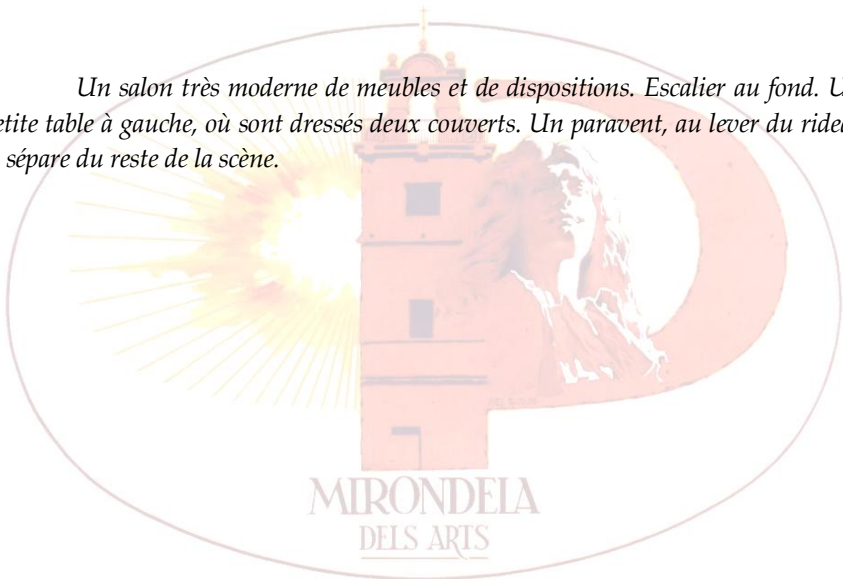 Un salon très moderne de meubles et de dispositions. Escalier au fond.
etite table à gauche, où sont dressés deux couverts. Un paravent, au lever du
sépare du reste de la scène.
MIRONDELA
DELS ARTS